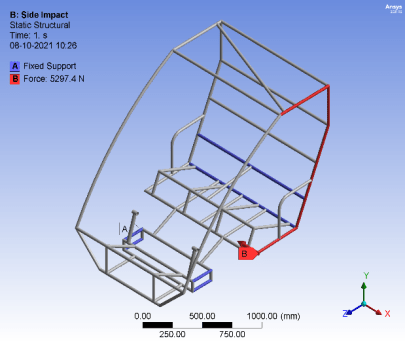 Ansys
B: Side Impact
Static Structural
Time: 1. s
08-10-2021 10:26
A Fixed Support
B Force: 5297.4 N
A
B
0.00 500.00 1000.00 (mm)
250.00 750.00
Y
Z X